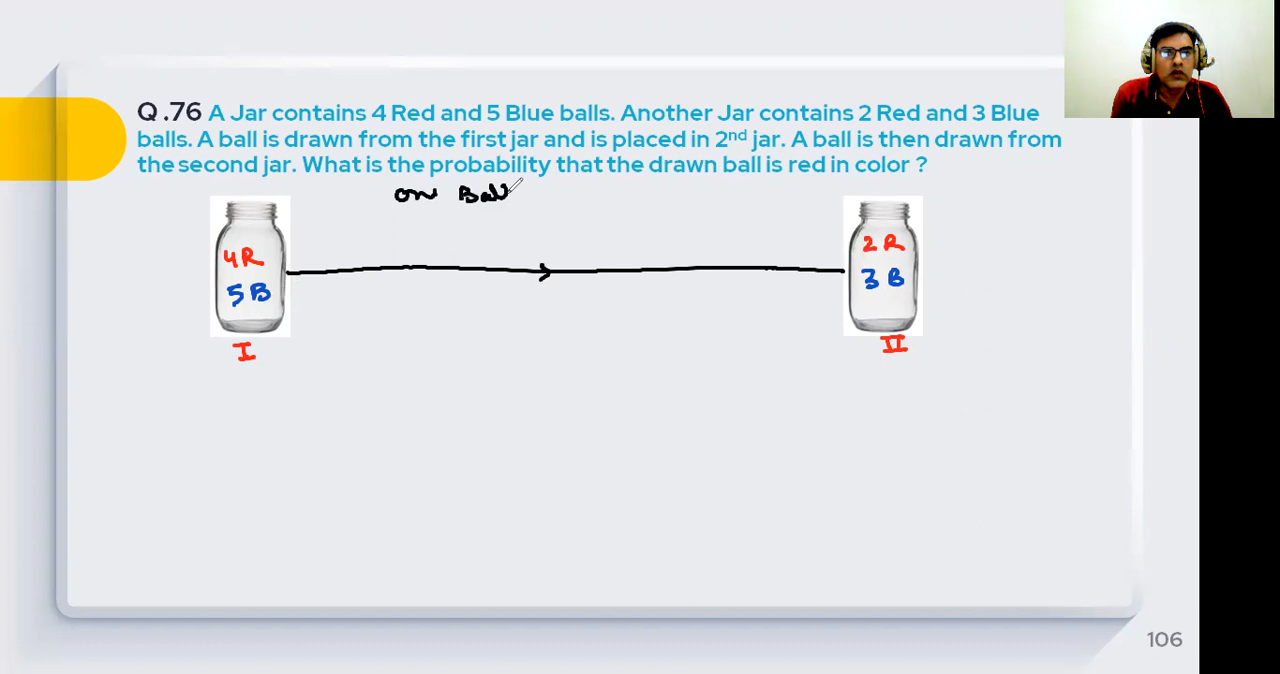 Q.76 A Jar contains 4 Red and 5 Blue balls. Another Jar contains 2 Red and 3 Blue
balls. A ball is drawn from the first jar and is placed in 2nd jar. A ball is then drawn from
the second jar. What is the probability that the drawn ball is red in color ?
one Ball
4R
5B
I
2R
3B
II
106